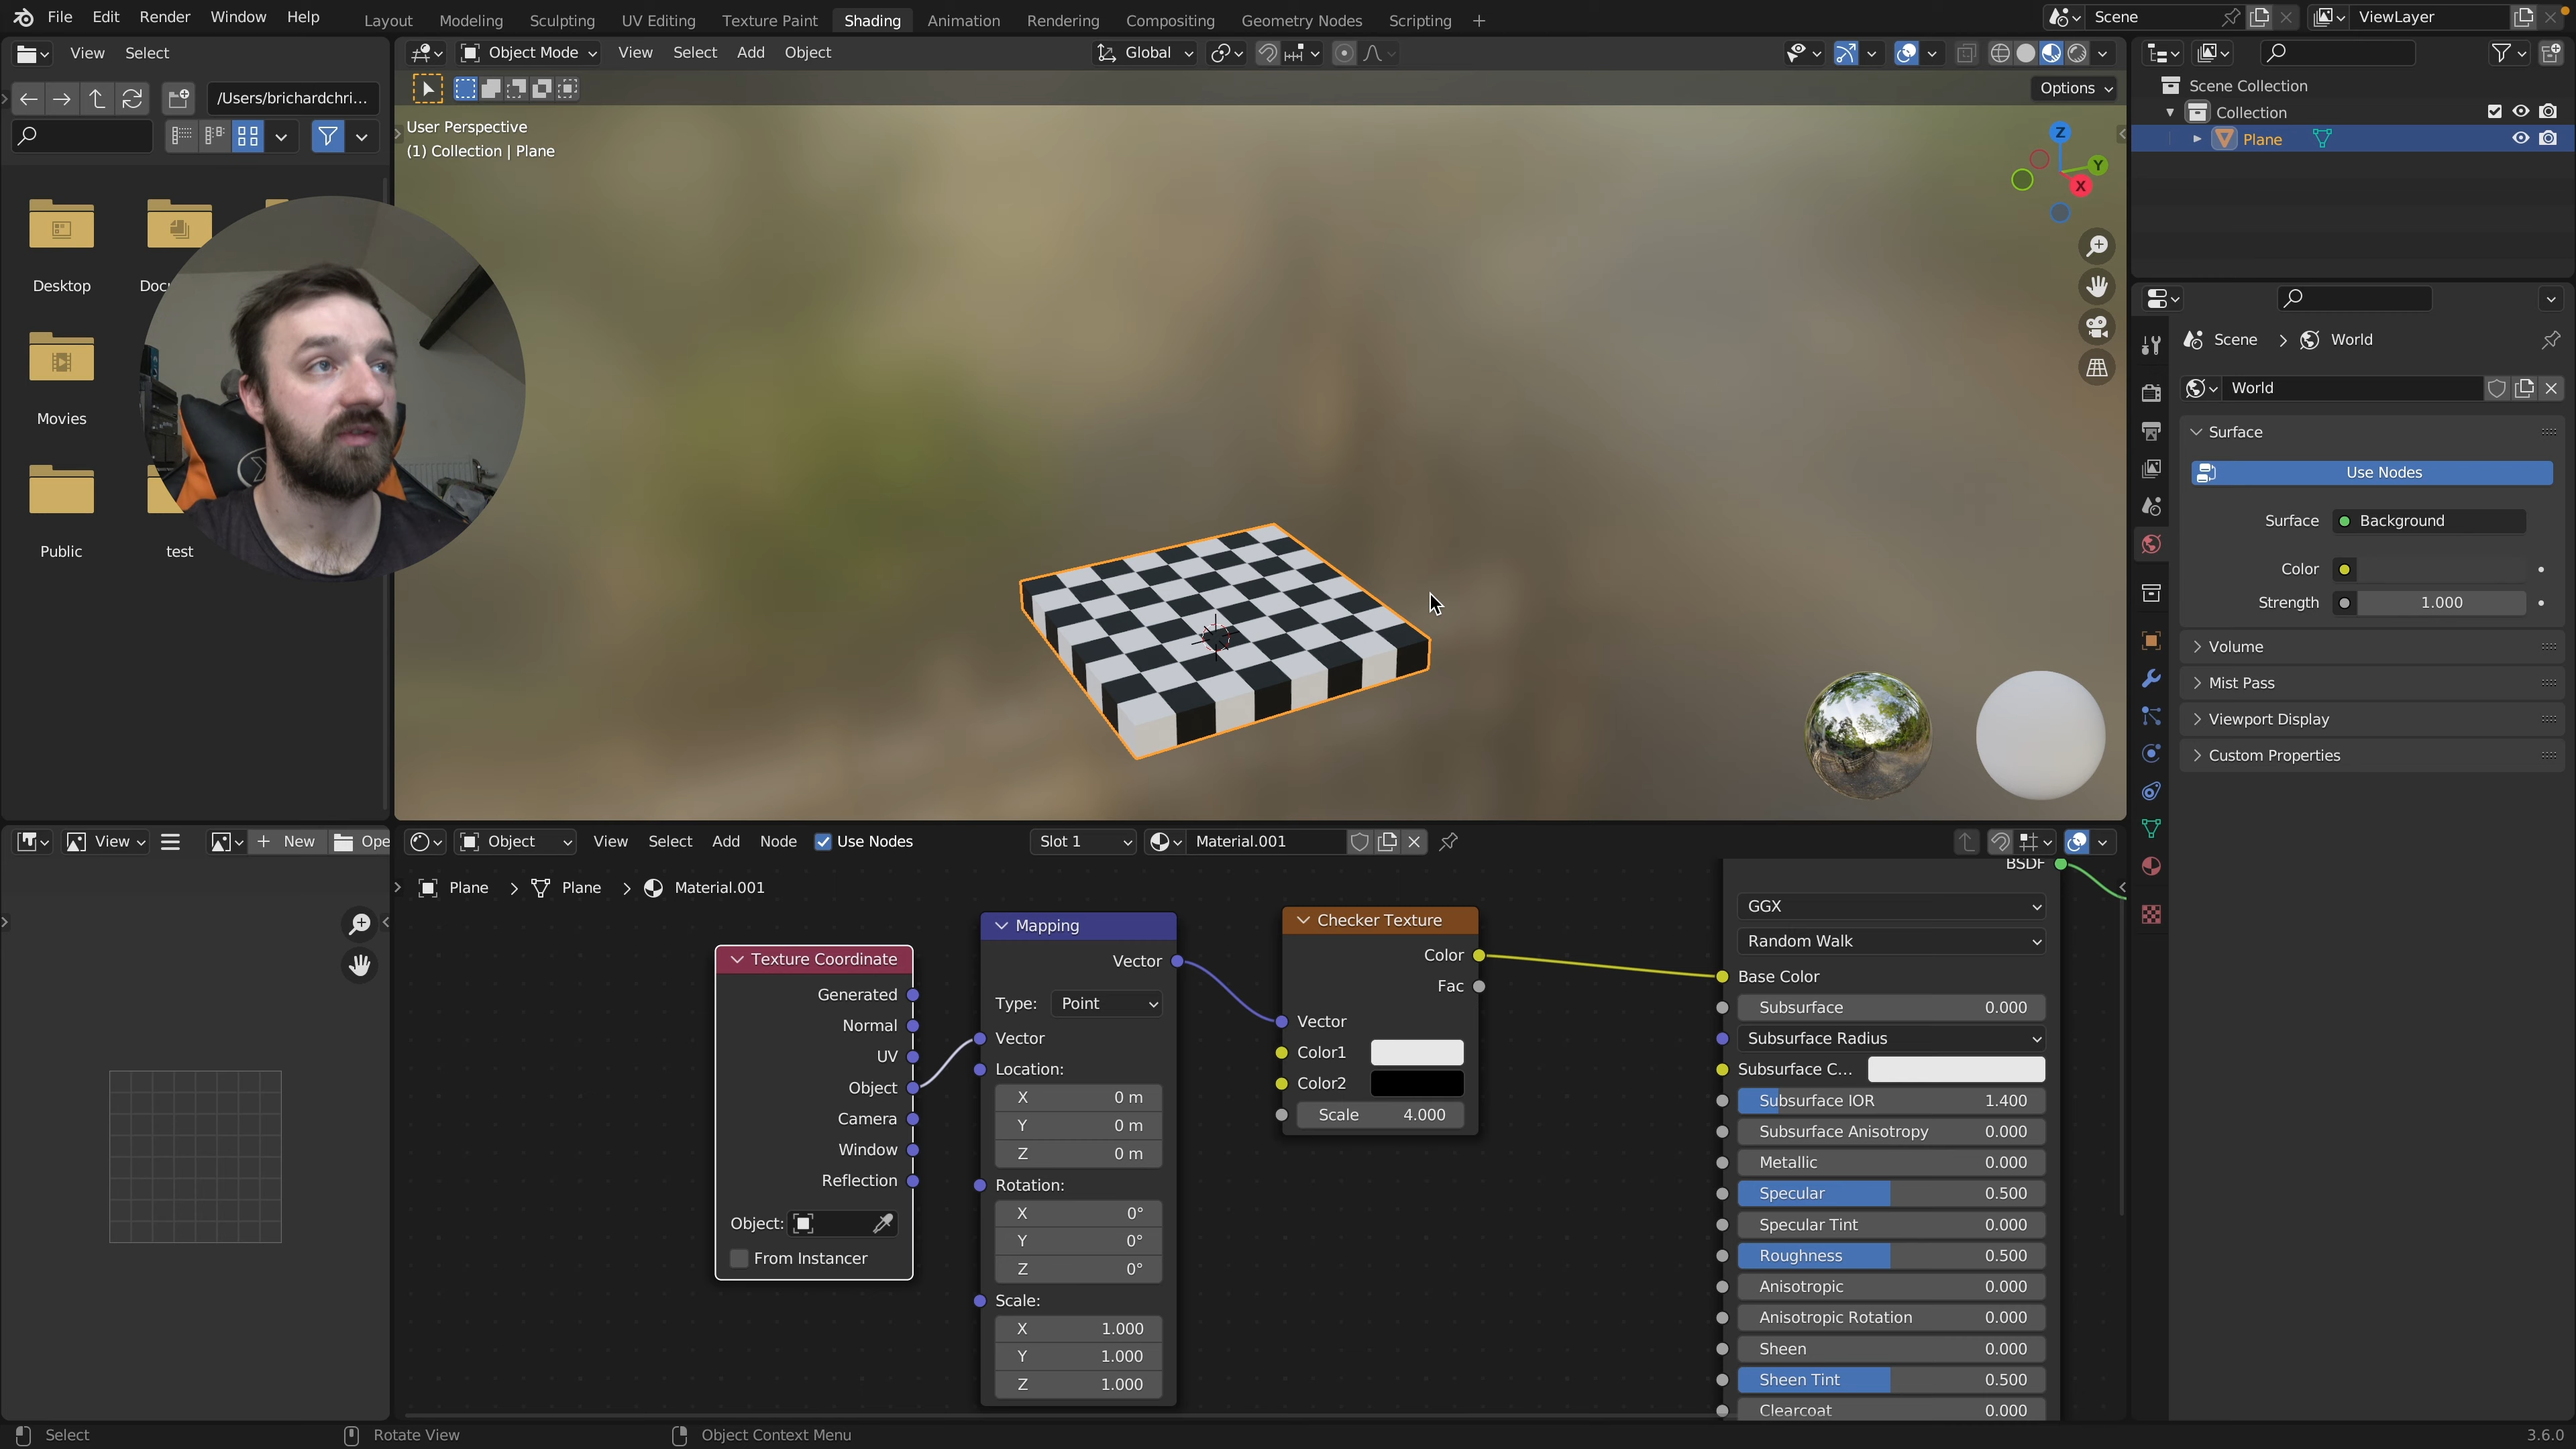 File Edit Render Window Help Layout Modeling Sculpting UV Editing Texture Paint Shading Animation Rendering Compositing Geometry Nodes Scripting + Scene ViewLayer
View Select
Object Mode View Select Add Object Global
/Users/brichardchri...
Options
User Perspective
(1) Collection | Plane
Z
Y
X
Desktop
Movies
Public
test
Scene Collection
Collection
Plane
Scene > World
World
Surface
Use Nodes
Surface Background
Color
Strength 1.000
Volume
Mist Pass
Viewport Display
Custom Properties
View + New Ope
Object View Select Add Node Use Nodes Slot 1 Material.001
Plane > Plane > Material.001
Texture Coordinate
Generated
Normal
UV
Object
Camera
Window
Reflection
Object:
From Instancer
Mapping
Vector
Type: Point
Vector
Location:
X 0 m
Y 0 m
Z 0 m
Rotation:
X 0°
Y 0°
Z 0°
Scale:
X 1.000
Y 1.000
Z 1.000
Checker Texture
Color
Fac
Vector
Color1
Color2
Scale 4.000
BSDF
GGX
Random Walk
Base Color
Subsurface 0.000
Subsurface Radius
Subsurface C...
Subsurface IOR 1.400
Subsurface Anisotropy 0.000
Metallic 0.000
Specular 0.500
Specular Tint 0.000
Roughness 0.500
Anisotropic 0.000
Anisotropic Rotation 0.000
Sheen 0.000
Sheen Tint 0.500
Clearcoat 0.000
Select Rotate View Object Context Menu 3.6.0